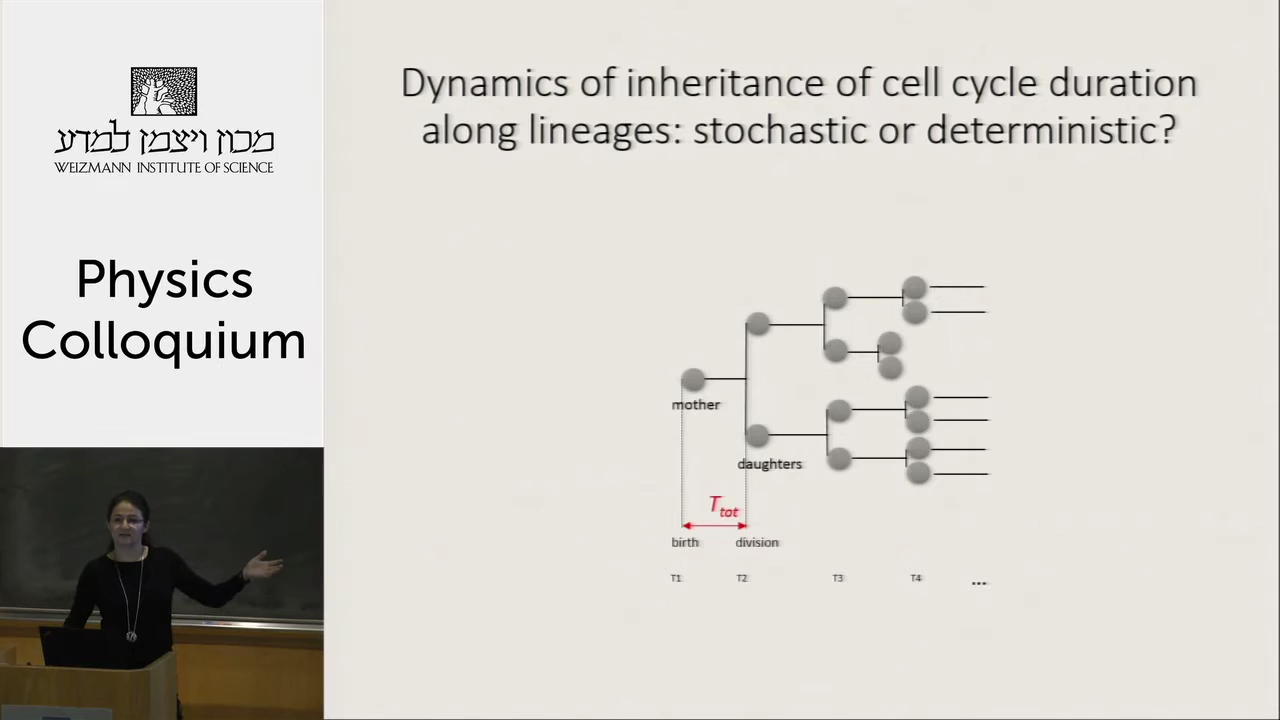 מכון ויצמן למדע
WEIZMANN INSTITUTE OF SCIENCE
Physics
Colloquium
Dynamics of inheritance of cell cycle duration
along lineages: stochastic or deterministic?
mother
daughters
T_tot
birth division
T1 T2 T3 T4 ...